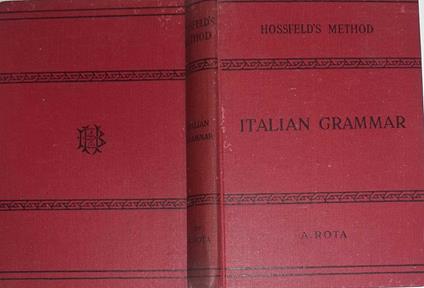 HOSSFELD'S
METHOD
ITALIAN
GRAMMAR
A. ROTA
HOSSFELD'S METHOD
ITALIAN GRAMMAR
A. ROTA